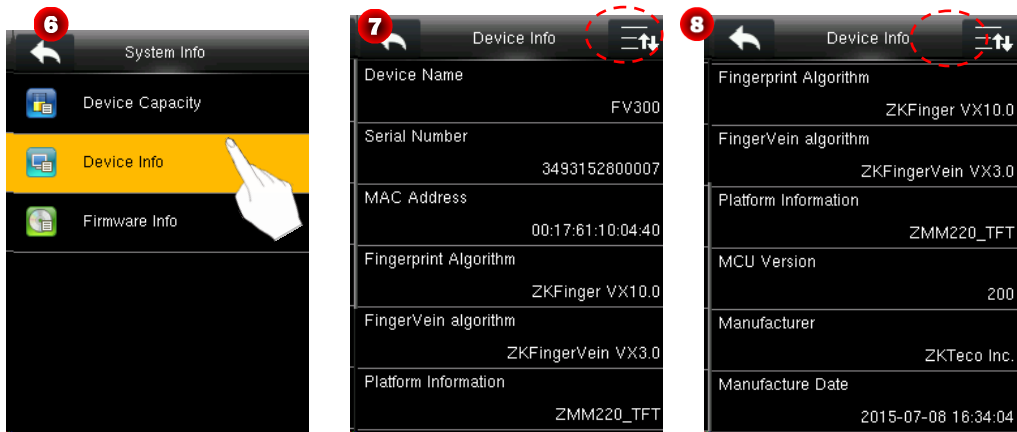 6
System Info
Device Capacity
Device Info
Firmware Info
7
Device Info
Device Name
FV300
Serial Number
3493152800007
MAC Address
00:17:61:10:04:40
Fingerprint Algorithm
ZKFinger VX10.0
FingerVein algorithm
ZKFingerVein VX3.0
Platform Information
ZMM220_TFT
8
Device Info
Fingerprint Algorithm
ZKFinger VX10.0
FingerVein algorithm
ZKFingerVein VX3.0
Platform Information
ZMM220_TFT
MCU Version
200
Manufacturer
ZKTeco Inc.
Manufacture Date
2015-07-08 16:34:04